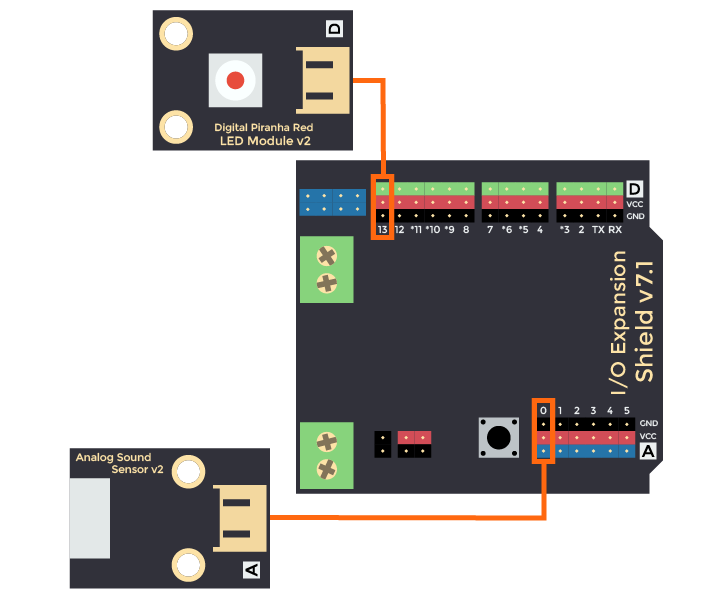 D
Digital Piranha Red
LED Module v2
D
VCC
GND
13 12 *11 *10 *9 8 7 *6 *5 4 *3 2 TX RX
I/O Expansion
Shield v7.1
0 1 2 3 4 5
GND
VCC
A
Analog Sound
Sensor v2
A